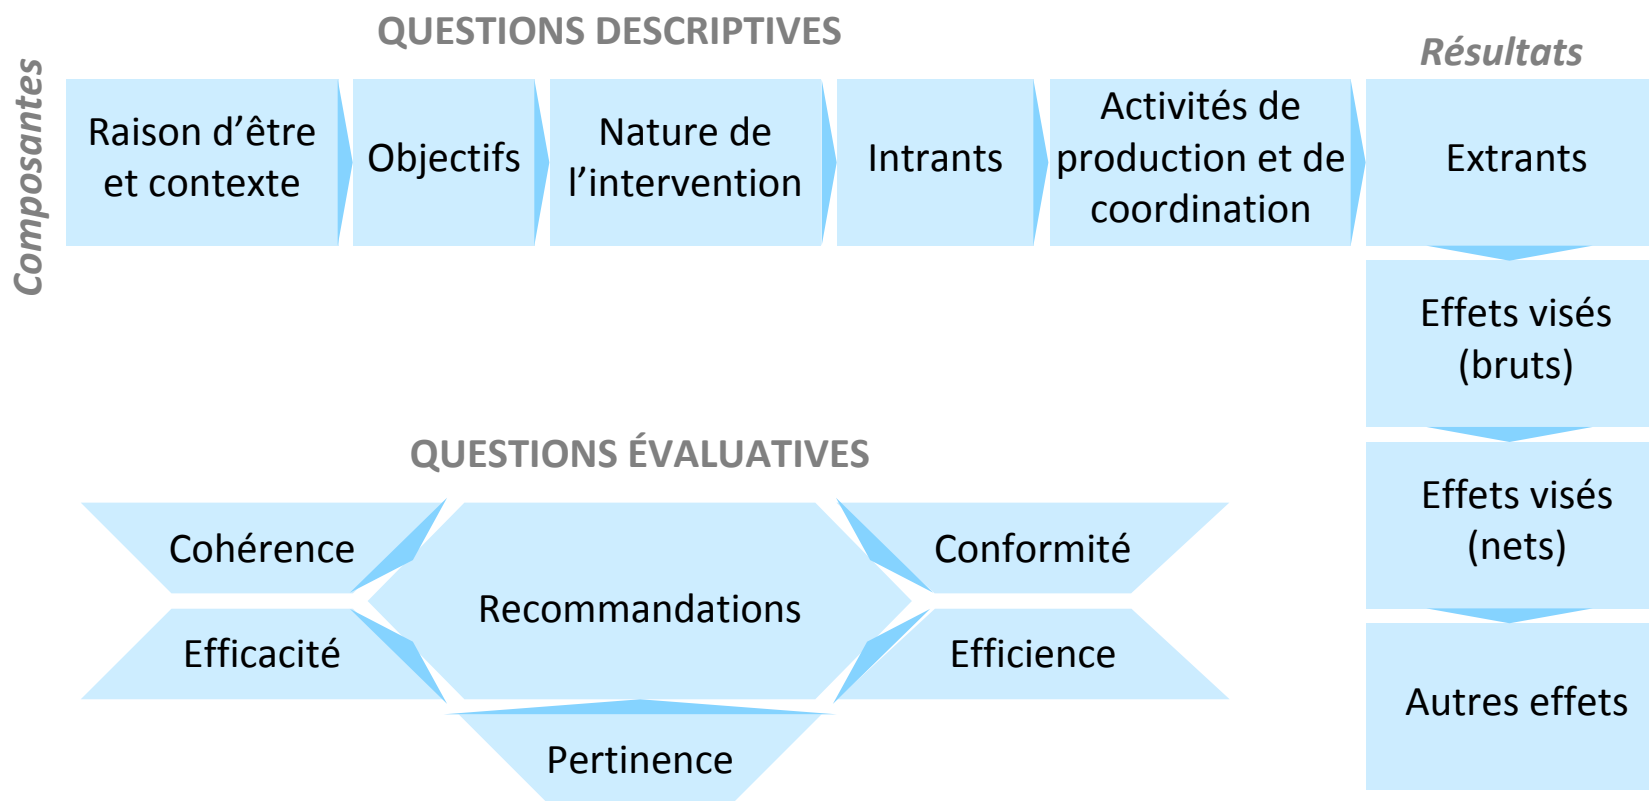 QUESTIONS DESCRIPTIVES
Résultats
Composantes
Raison d’être
et contexte
Objectifs
Nature de
l’intervention
Intrants
Activités de
production et de
coordination
Extrants
Effets visés
(bruts)
Effets visés
(nets)
Autres effets
QUESTIONS ÉVALUATIVES
Cohérence
Conformité
Recommandations
Efficacité
Efficience
Pertinence